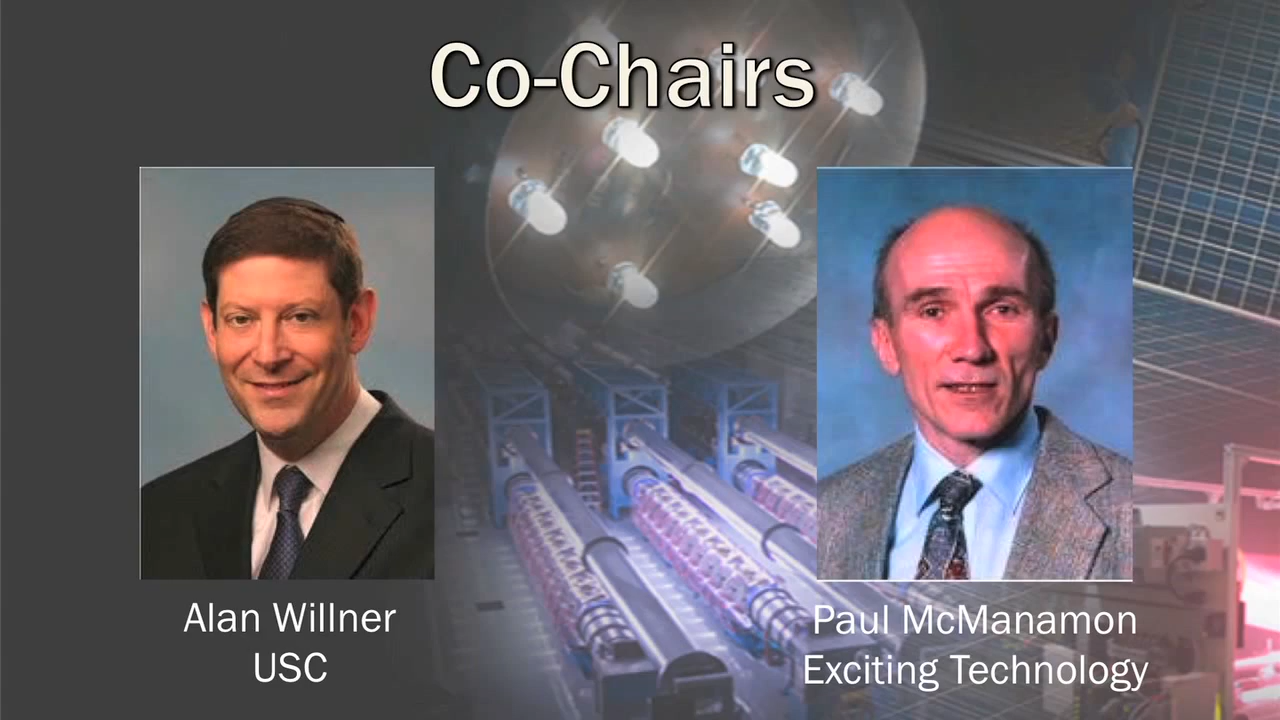 Co-Chairs
Alan Willner
USC
Paul McManamon
Exciting Technology